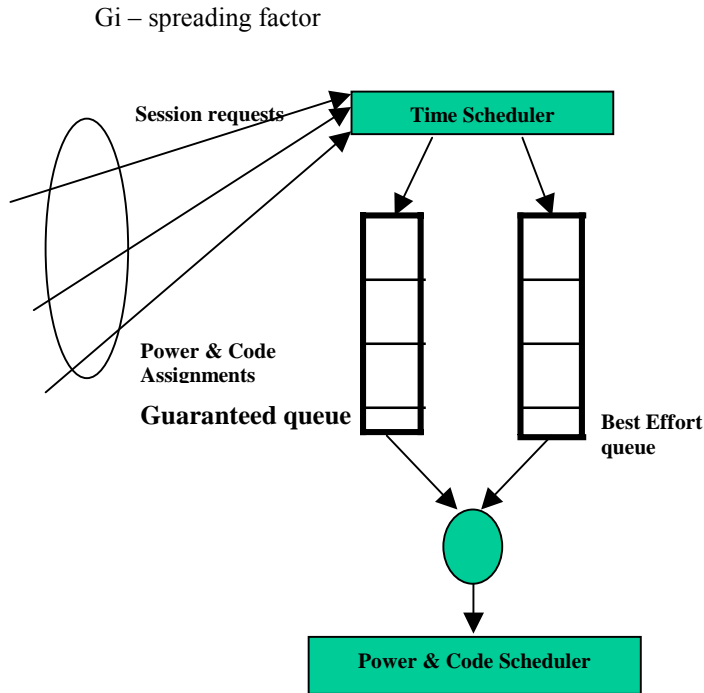 Gi – spreading factor
Session requests
Time Scheduler
Power & Code
Assignments
Guaranteed queue
Best Effort
queue
Power & Code Scheduler